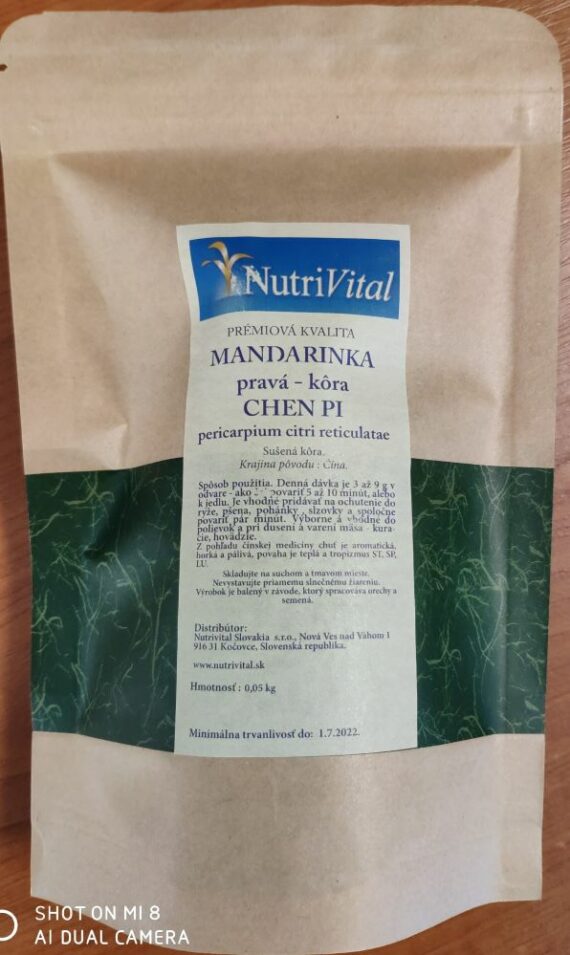 NutriVital
PRÉMIOVÁ KVALITA
MANDARINKA
pravá - kôra
CHEN PI
pericarpium citri reticulatae
Sušená kôra.
Krajina pôvodu : Čína.
Spôsob použitia. Denná dávka je 3 až 9 g v
odvare - ako povariť 5 až 10 minút, alebo
k jedlu. Je vhodné pridávať na ochutenie do
ryže, pšena, pohánky , slzovky a spoločne
povariť pár minút. Výborne a vhodne do
polievok a pri dusení a varení mäsa - kura-
cie, hovädzie.
Z pohľadu čínskej medicíny chuť je aromatická,
horká a pálivá, povaha je teplá a tropizmus ST, SP,
LU.
Skladujte na suchom a tmavom mieste.
Nevystavujte priamemu slnečnému žiareniu.
Výrobok je balený v závode, ktorý spracováva orechy a
semená.
Distribútor:
Nutrivital Slovakia s.r.o., Nová Ves nad Váhom 1
916 31 Kočovce, Slovenská republika.
www.nutrivital.sk
Hmotnosť : 0,05 kg
Minimálna trvanlivosť do: 1.7.2022.
SHOT ON MI 8
AI DUAL CAMERA